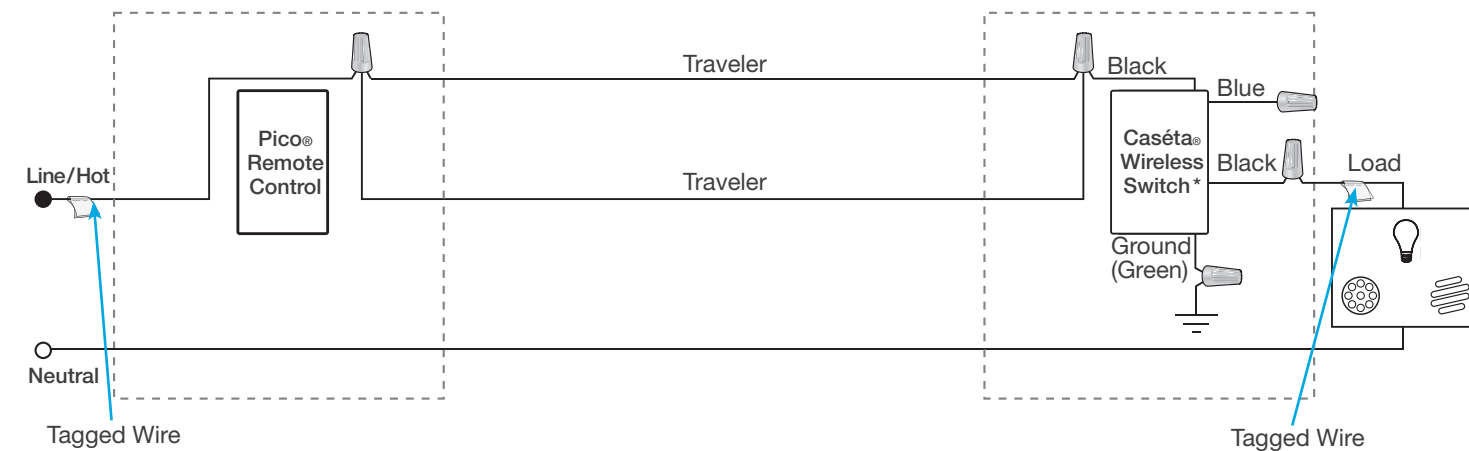 Traveler
Black
Blue
Pico®
Remote
Control
Caséta®
Wireless
Switch*
Line/Hot
Traveler
Black
Load
Ground
(Green)
Neutral
Tagged Wire
Tagged Wire